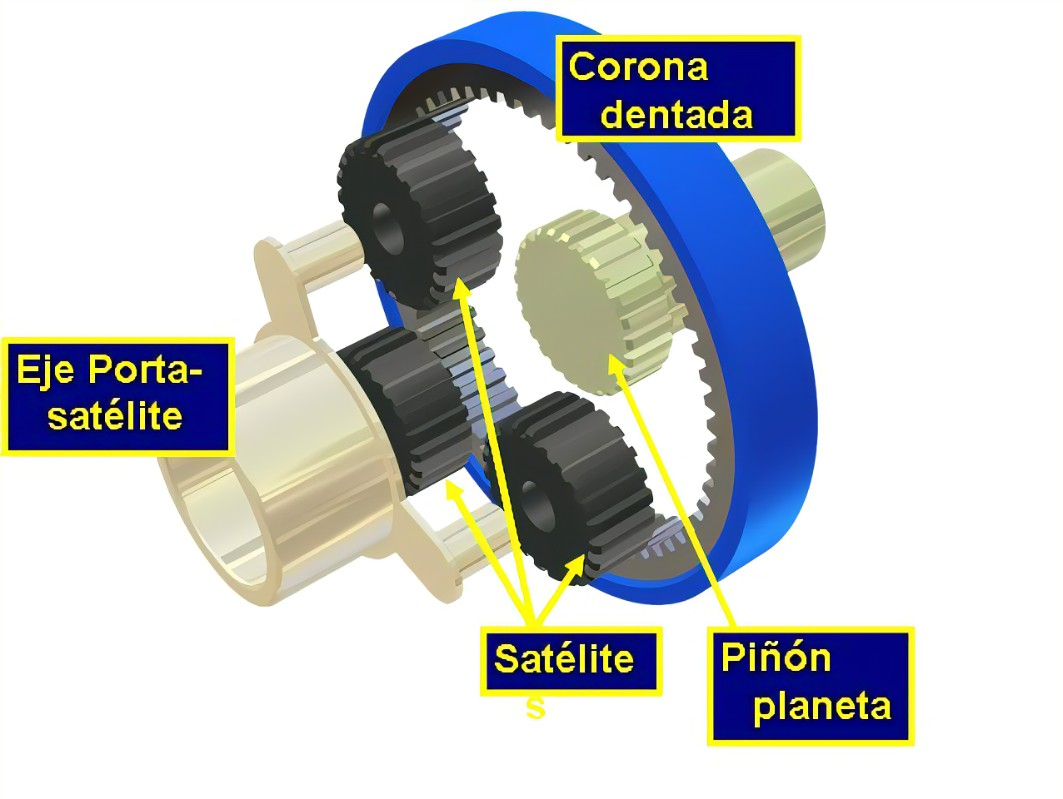 Corona
dentada
Eje Porta-
satélite
Satélite
s
Piñón
planeta